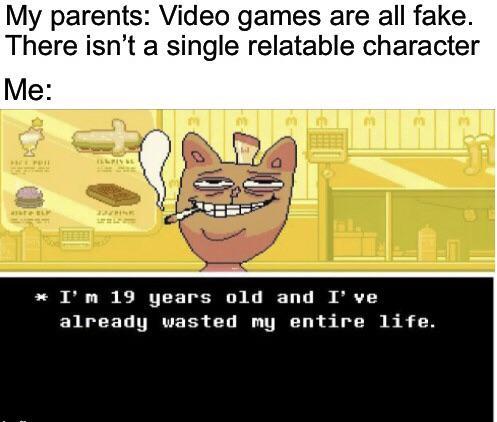 My parents: Video games are all fake.
There isn't a single relatable character
Me:
* I'm 19 years old and I've
already wasted my entire life.